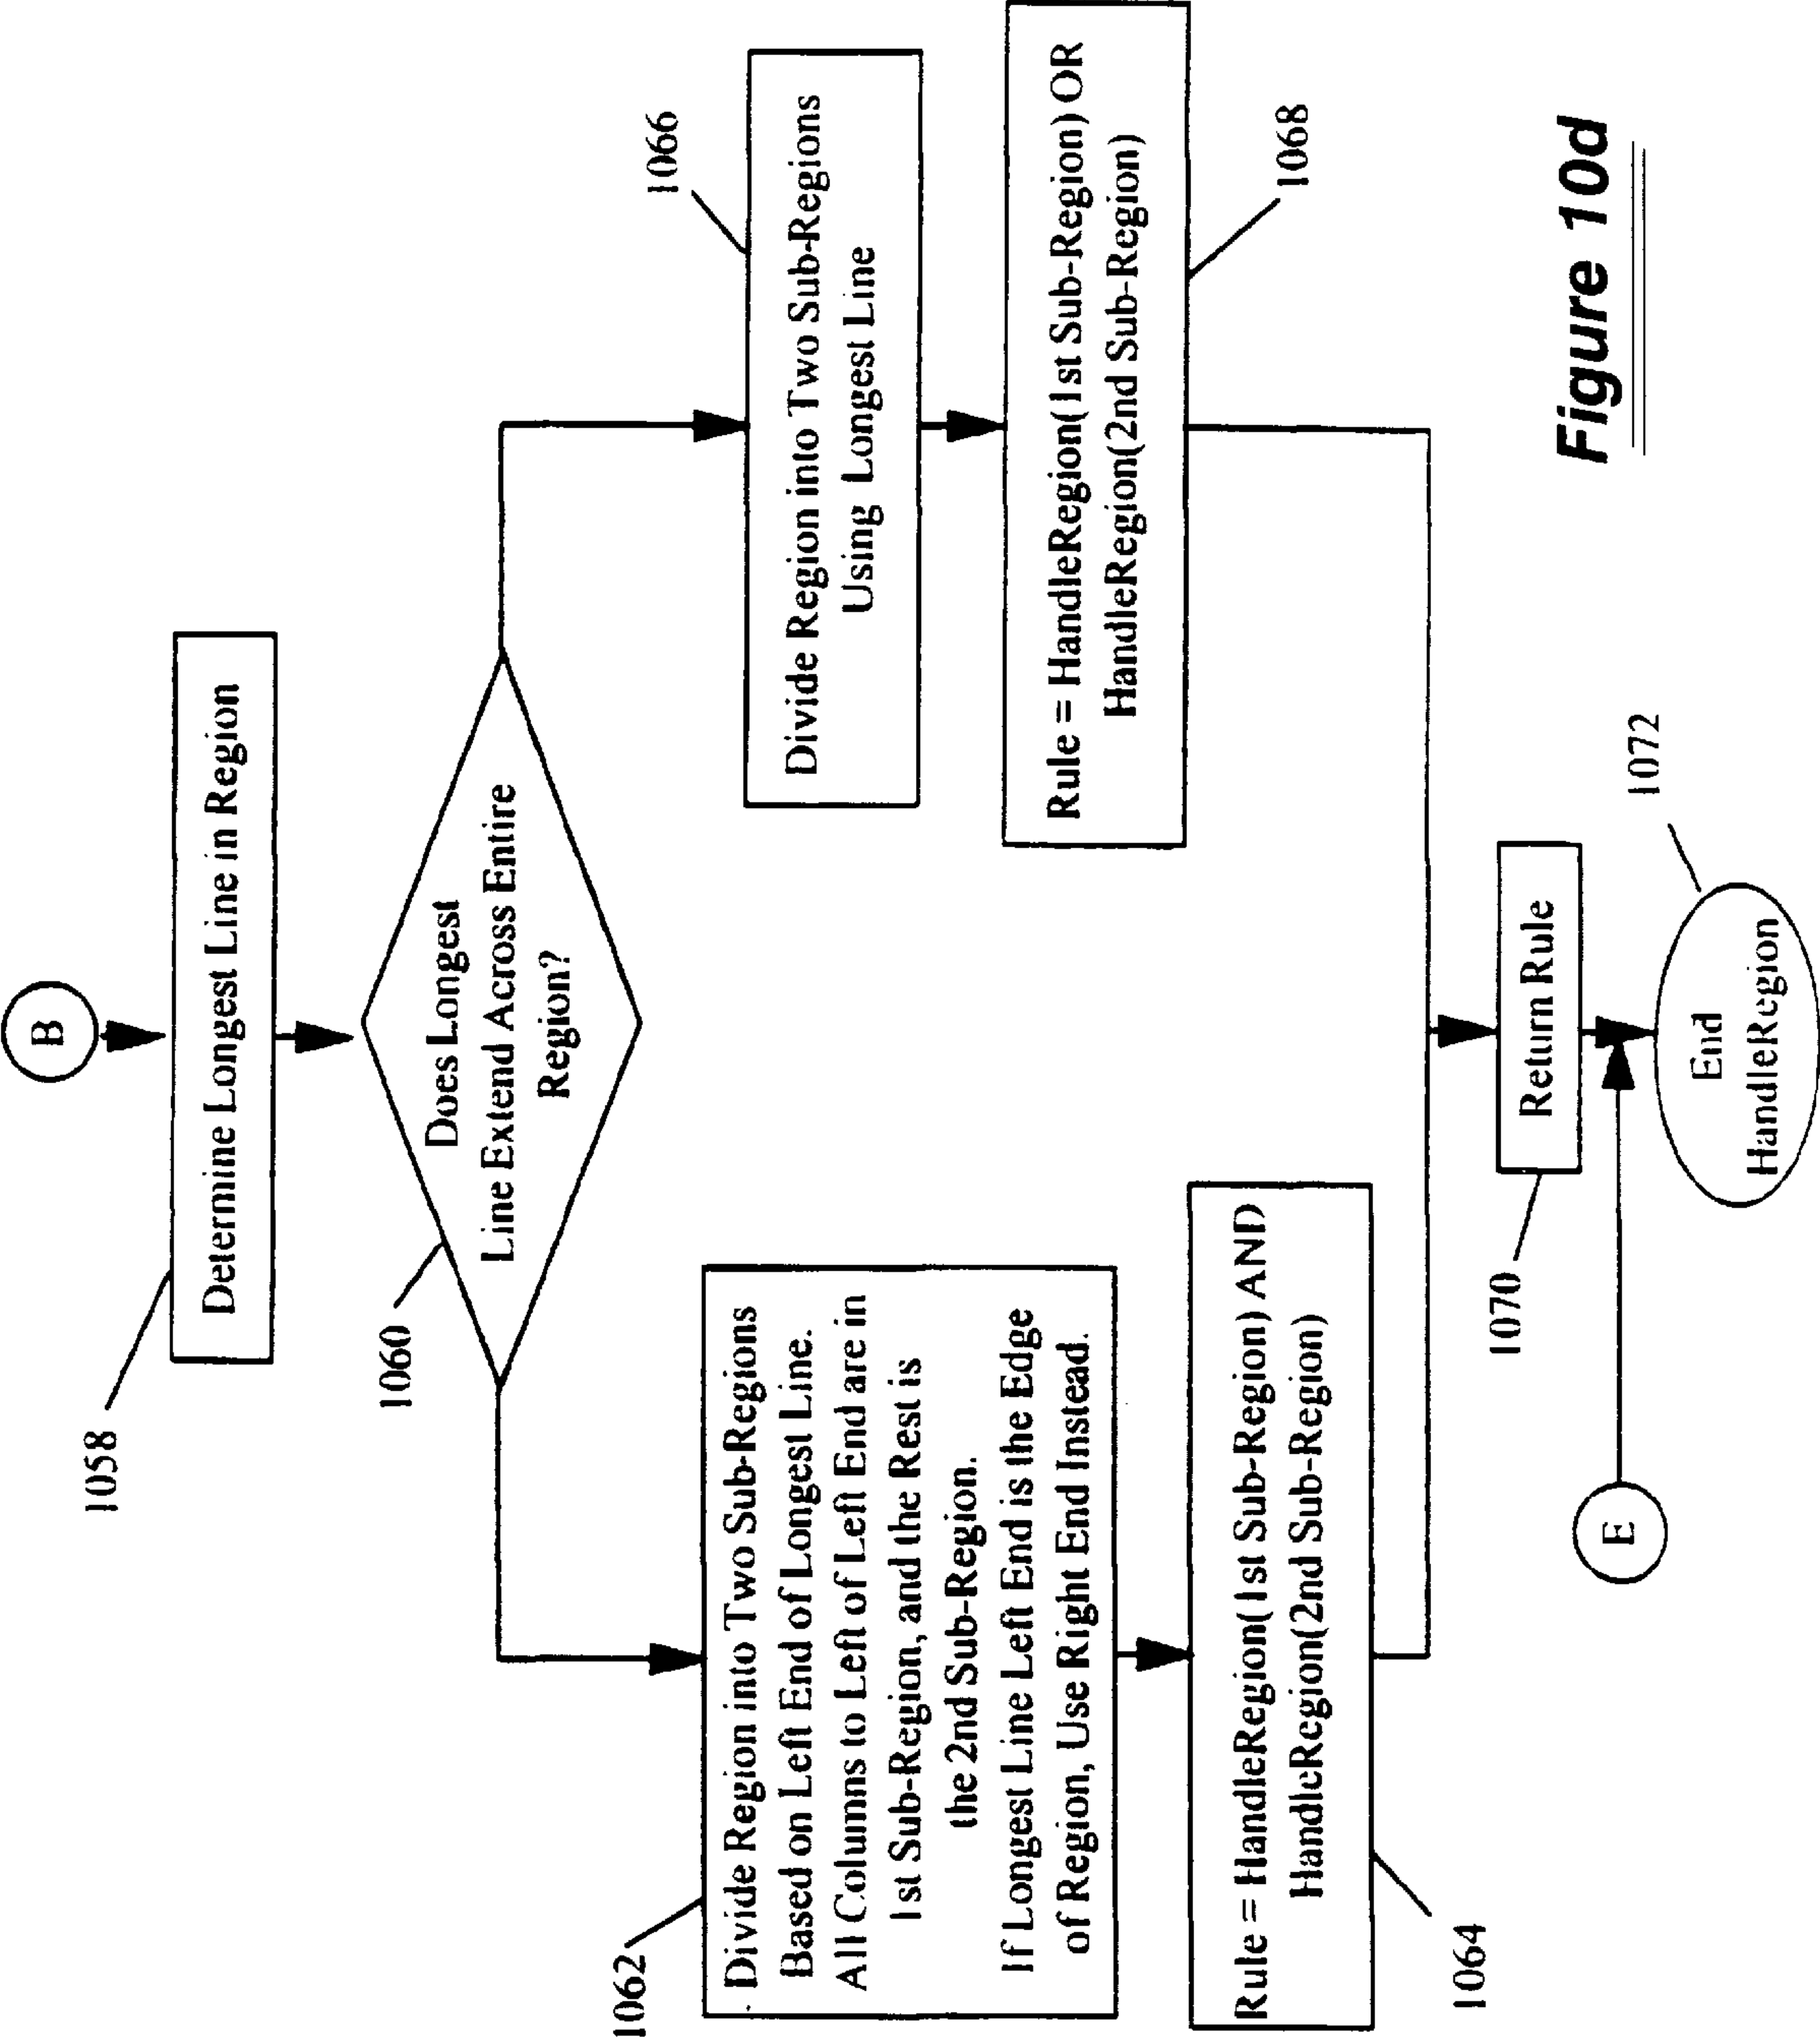 B
1058
Determine Longest Line in Region
1060
Does Longest
Line Extend Across Entire
Region?
1062
Divide Region into Two Sub-Regions
Based on Left End of Longest Line.
All Columns to Left of Left End are in
1st Sub-Region, and the Rest is
the 2nd Sub-Region.
If Longest Line Left End is the Edge
of Region, Use Right End Instead.
1066
Divide Region into Two Sub-Regions
Using Longest Line
1064
Rule = HandleRegion(1st Sub-Region) AND
HandleRegion(2nd Sub-Region)
Rule = HandleRegion(1st Sub-Region) OR
HandleRegion(2nd Sub-Region)
1068
1070
Return Rule
E
1072
End
HandleRegion
Figure 10d